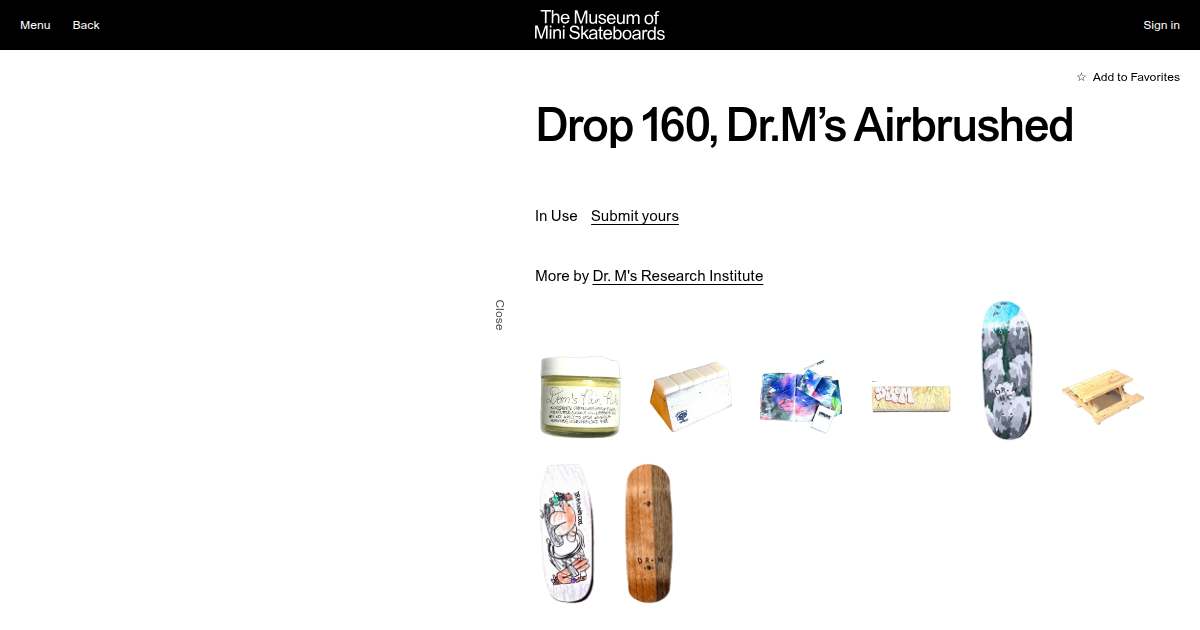 Menu
Back
The Museum of
Mini Skateboards
Sign in
☆ Add to Favorites
Drop 160, Dr.M’s Airbrushed
In Use
Submit yours
More by Dr. M's Research Institute
Close
DR. M